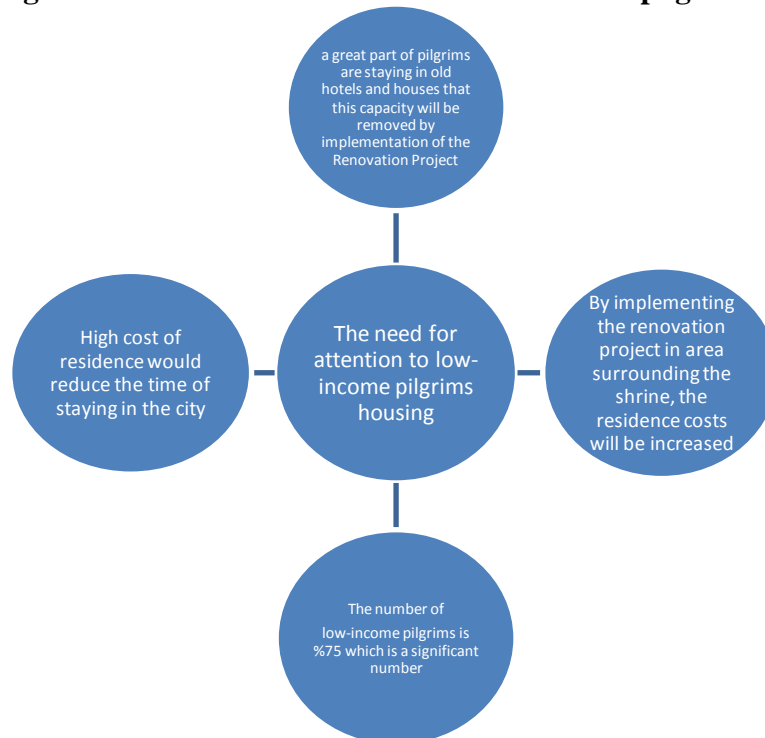 a great part of pilgrims
are staying in old
hotels and houses that
this capacity will be
removed by
implementation of the
Renovation Project
High cost of
residence would
reduce the time of
staying in the city
The need for
attention to low-
income pilgrims
housing
By implementing
the renovation
project in area
surrounding the
shrine, the
residence costs
will be increased
The number of
low-income pilgrims is
%75 which is a significant
number